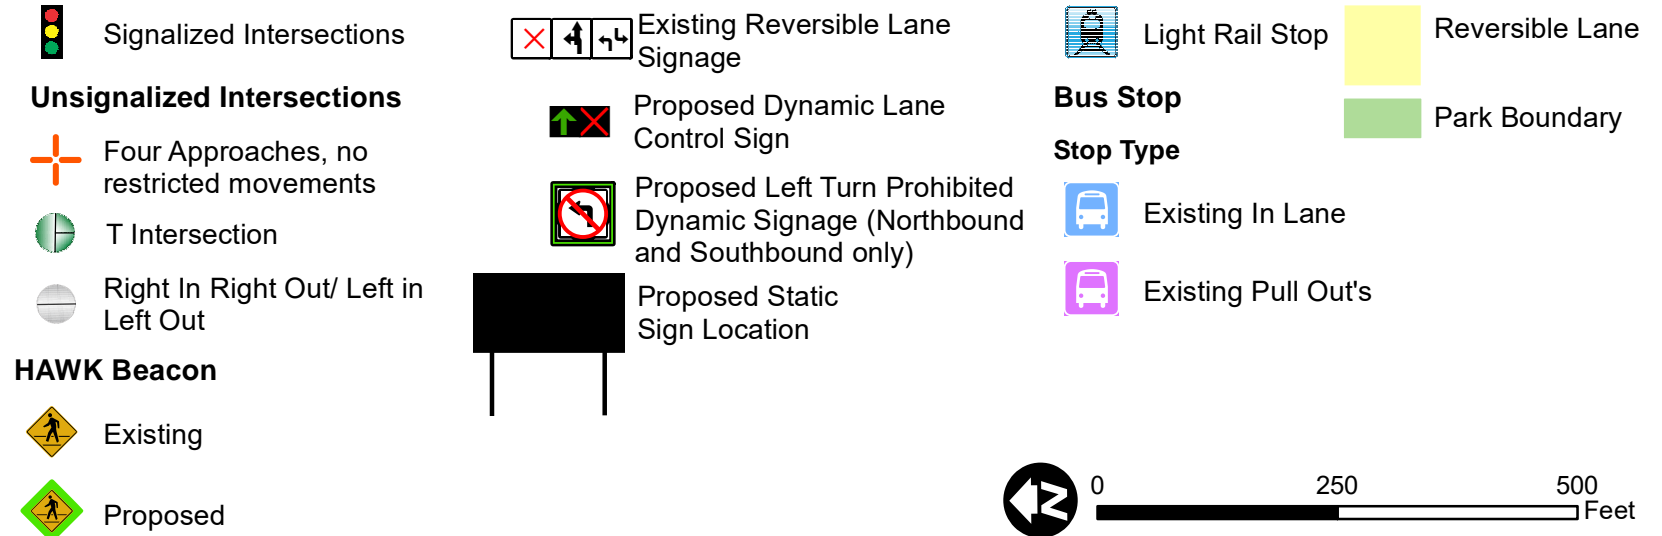 Signalized Intersections
Unsignalized Intersections
Four Approaches, no
restricted movements
T Intersection
Right In Right Out/ Left in
Left Out
HAWK Beacon
Existing
Proposed
Existing Reversible Lane
Signage
Proposed Dynamic Lane
Control Sign
Proposed Left Turn Prohibited
Dynamic Signage (Northbound
and Southbound only)
Proposed Static
Sign Location
Light Rail Stop
Bus Stop
Stop Type
Existing In Lane
Existing Pull Out's
Reversible Lane
Park Boundary
N
0 250 500
Feet